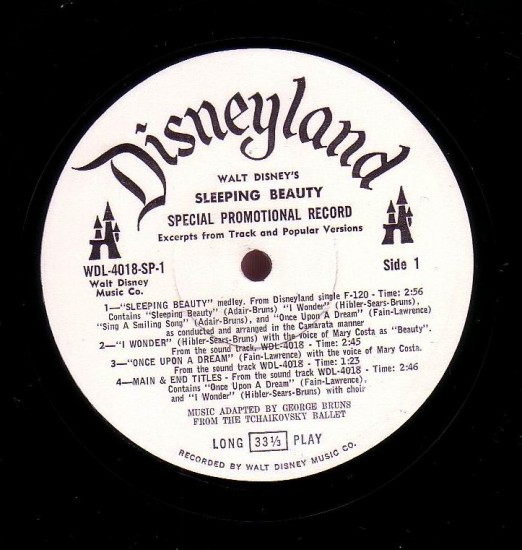 Disneyland
WALT DISNEY'S
SLEEPING BEAUTY
SPECIAL PROMOTIONAL RECORD
Excerpts from Track and Popular Versions
WDL-4018-SP-1
Walt Disney
Music Co.
Side 1
1—"SLEEPING BEAUTY" medley. From Disneyland single F-120 - Time: 2:56
Contains "Sleeping Beauty" (Adair-Bruns) "I Wonder" (Hibler-Sears-Bruns),
"Sing A Smiling Song" (Adair-Bruns), and "Once Upon A Dream" (Fain-Lawrence)
as conducted and arranged in the Camarata manner
2—"I WONDER" (Hibler-Sears-Bruns) with the voice of Mary Costa as "Beauty".
From the sound track, WDL-4018 - Time: 2:45
3—"ONCE UPON A DREAM" (Fain-Lawrence) with the voice of Mary Costa.
From the sound track WDL-4018 - Time: 1:23
4—MAIN & END TITLES - From the sound track WDL-4018 - Time: 2:46
Contains "Once Upon a Dream" (Fain-Lawrence),
and "I Wonder" (Hibler-Sears-Bruns) with choir
MUSIC ADAPTED BY GEORGE BRUNS
FROM THE TCHAIKOVSKY BALLET
LONG 33⅓ PLAY
RECORDED BY WALT DISNEY MUSIC CO.